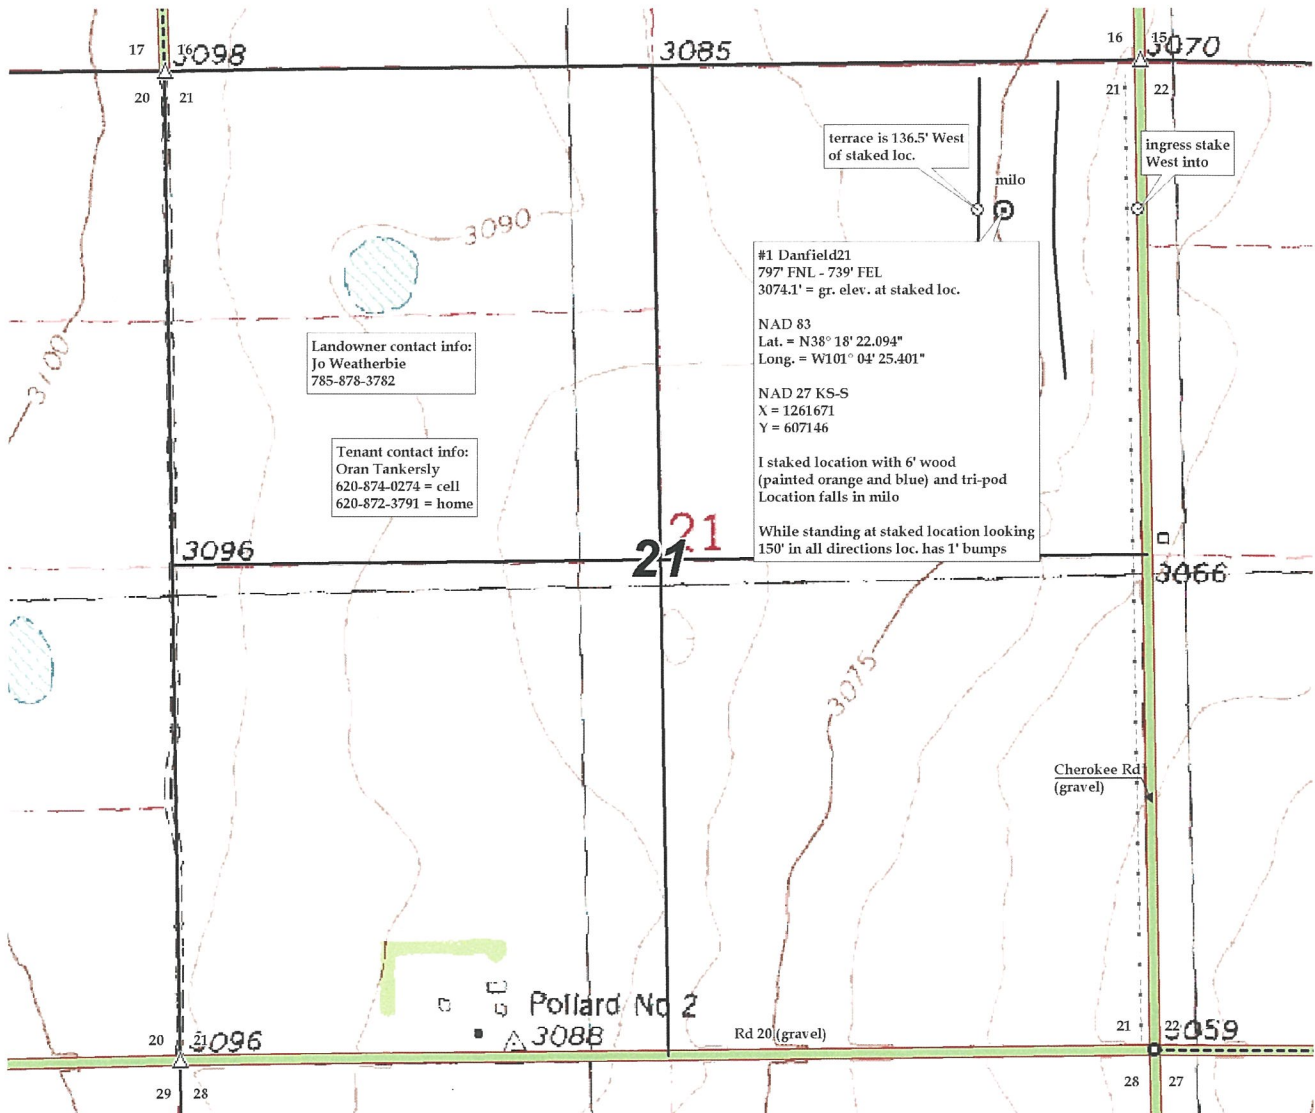 17 16
3098
3085
16 15
3070
20 21
21 22
terrace is 136.5' West
of staked loc.
ingress stake
West into
milo
3090
#1 Danfield21
797' FNL - 739' FEL
3074.1' = gr. elev. at staked loc.
NAD 83
Lat. = N38° 18' 22.094"
Long. = W101° 04' 25.401"
NAD 27 KS-S
X = 1261671
Y = 607146
I staked location with 6' wood
(painted orange and blue) and tri-pod
Location falls in milo
While standing at staked location looking
150' in all directions loc. has 1' bumps
3100
Landowner contact info:
Jo Weatherbie
785-878-3782
Tenant contact info:
Oran Tankersly
620-874-0274 = cell
620-872-3791 = home
21
3096
21
3066
3075
Cherokee Rd
(gravel)
Pollard No 2
3088
Rd 20 (gravel)
20 21
3096
21 22
3059
29 28
28 27